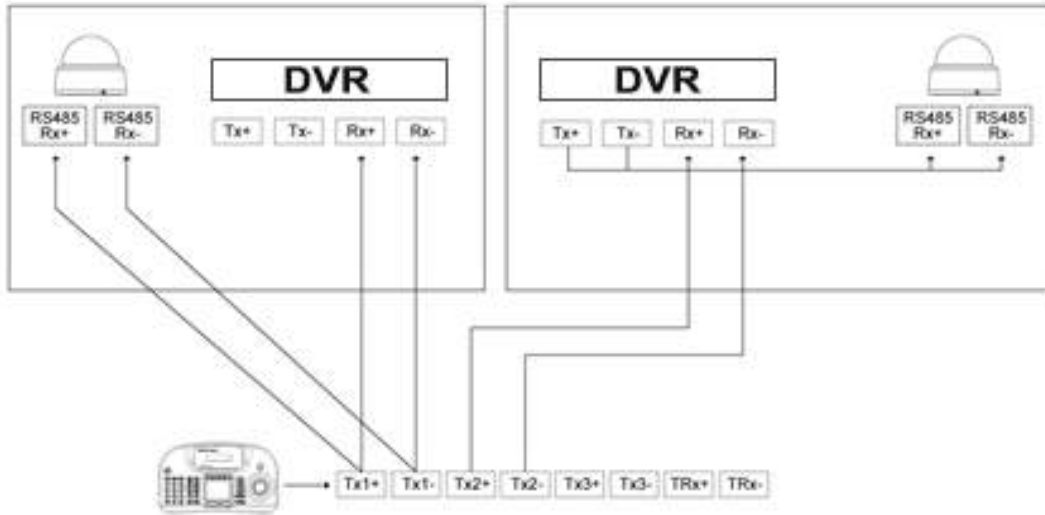 DVR
DVR
RS485 Rx+
RS485 Rx-
Tx+ Tx- Rx+ Rx-
Tx+ Tx- Rx+ Rx-
RS485 Rx+
RS485 Rx-
Tx1+ Tx1- Tx2+ Tx2- Tx3+ Tx3- TRx+ TRx-